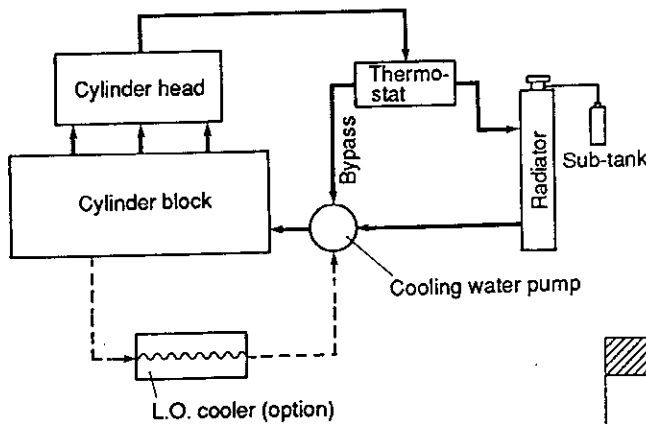 Cylinder head
Thermo-
stat
Bypass
Radiator
Sub-tank
Cylinder block
Cooling water pump
L.O. cooler (option)